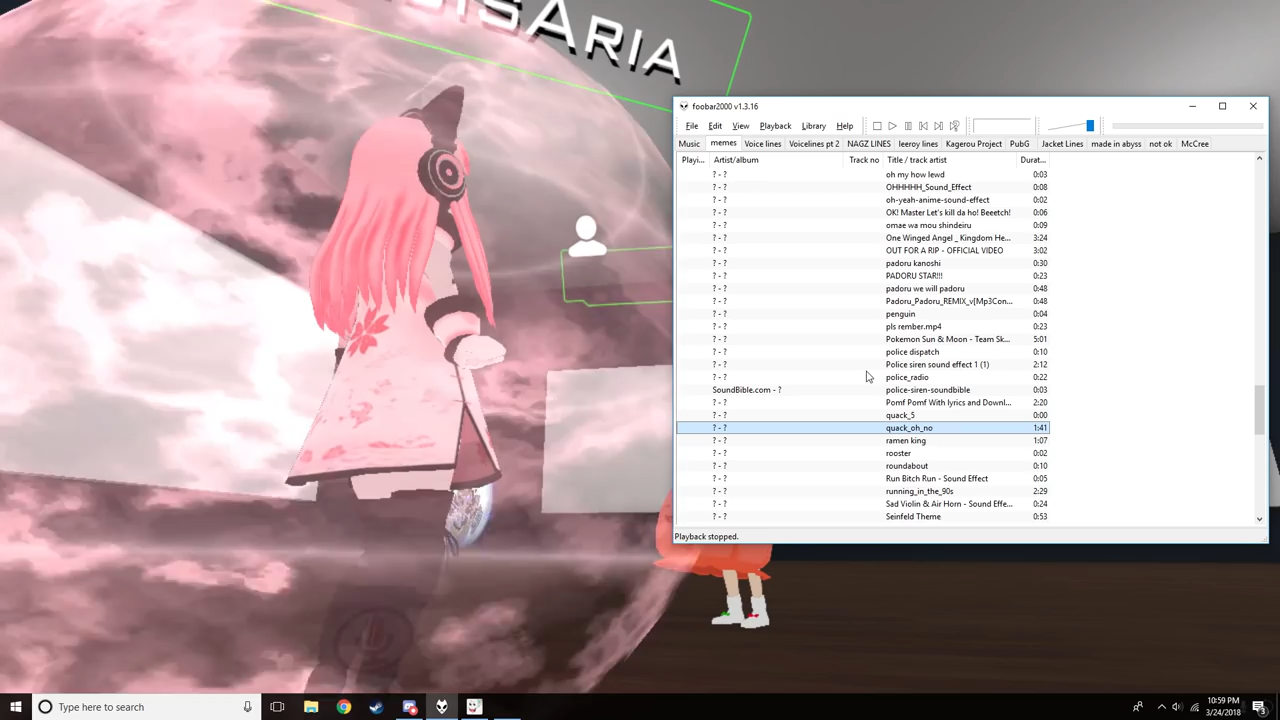 ARIA
foobar2000 v1.3.16
File Edit View Playback Library Help
Music memes Voice lines Voicelines pt 2 NAGZ LINES leeroy lines Kagerou Project PubG Jacket Lines made in abyss not ok McCree
Playi... Artist/album Track no Title / track artist Durat...
? - ? oh my how lewd 0:03
? - ? OHHHHH_Sound_Effect 0:08
? - ? oh-yeah-anime-sound-effect 0:02
? - ? OK! Master Let's kill da ho! Beeetch! 0:06
? - ? omae wa mou shindeiru 0:09
? - ? One Winged Angel _ Kingdom He... 3:24
? - ? OUT FOR A RIP - OFFICIAL VIDEO 3:02
? - ? padoru kanoshi 0:30
? - ? PADORU STAR!!! 0:23
? - ? padoru we will padoru 0:48
? - ? Padoru_Padoru_REMIX_v[Mp3Con... 0:48
? - ? penguin 0:04
? - ? pls rember.mp4 0:23
? - ? Pokemon Sun & Moon - Team Sk... 5:01
? - ? police dispatch 0:10
? - ? Police siren sound effect 1 (1) 2:12
? - ? police_radio 0:22
SoundBible.com - ? police-siren-soundbible 0:03
? - ? Pomf Pomf With lyrics and Downl... 2:20
? - ? quack_5 0:00
? - ? quack_oh_no 1:41
? - ? ramen king 1:07
? - ? rooster 0:02
? - ? roundabout 0:10
? - ? Run Bitch Run - Sound Effect 0:05
? - ? running_in_the_90s 2:29
? - ? Sad Violin & Air Horn - Sound Effe... 0:24
? - ? Seinfeld Theme 0:53
Playback stopped.
Type here to search
10:59 PM
3/24/2018
3